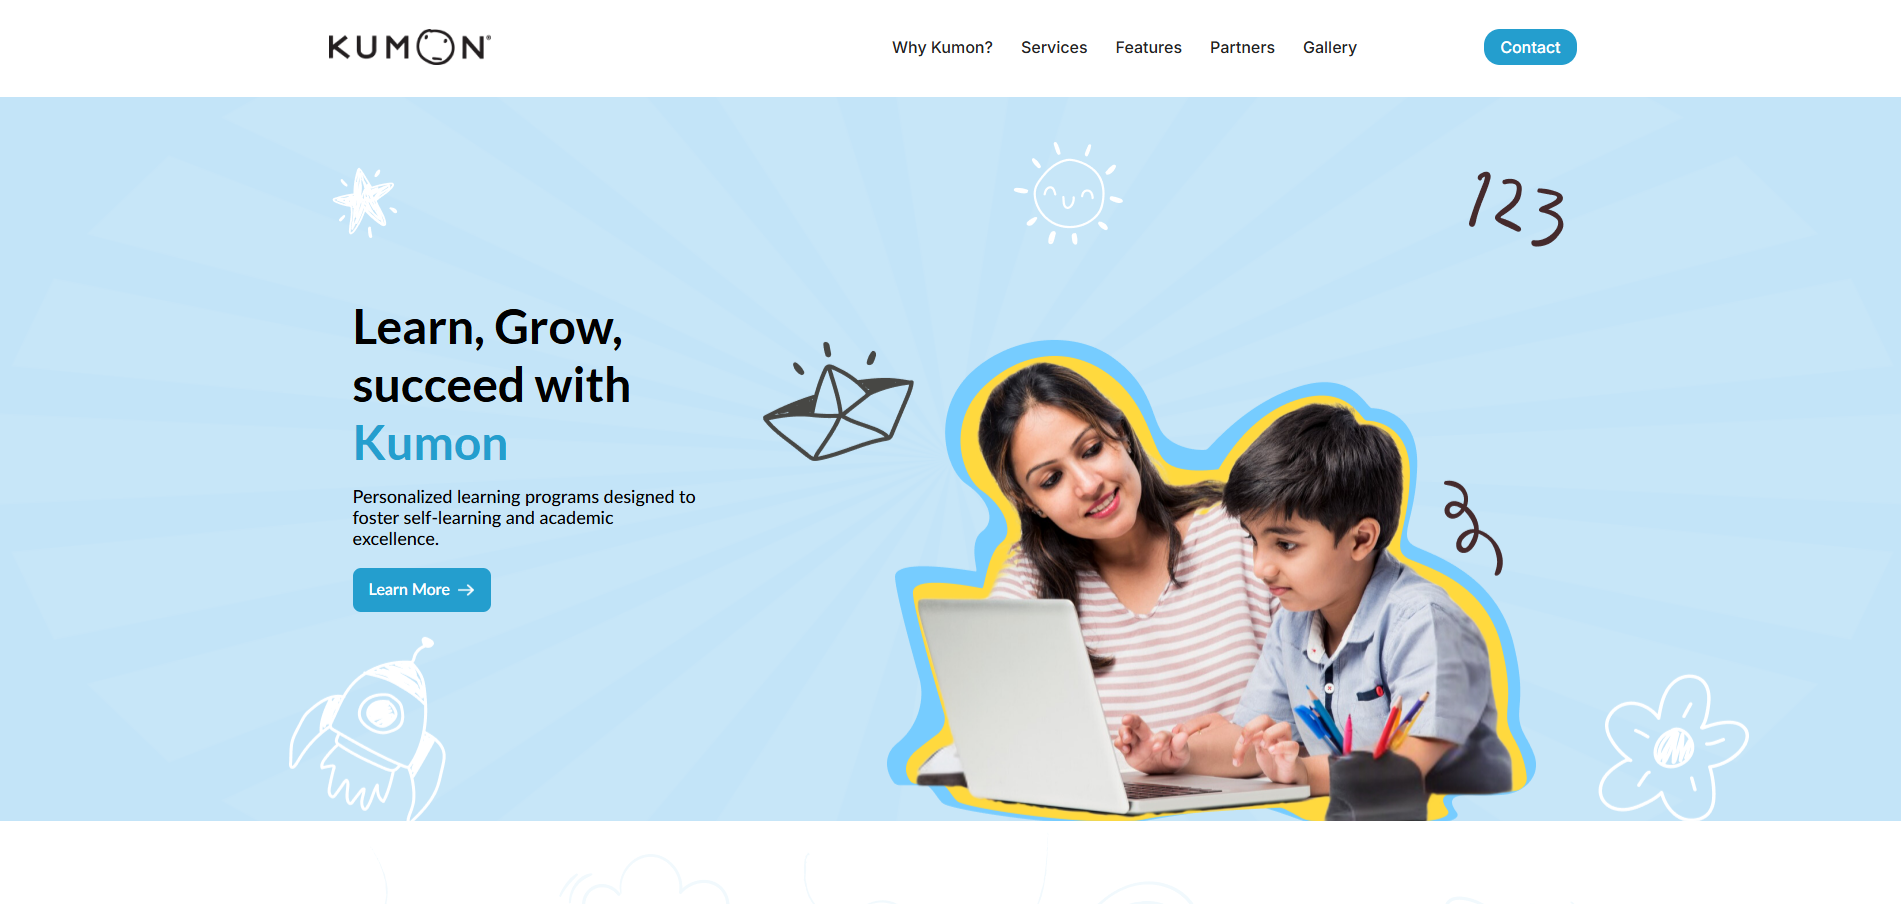 KUMON
Why Kumon? Services Features Partners Gallery Contact
123
Learn, Grow,
succeed with
Kumon
Personalized learning programs designed to
foster self-learning and academic
excellence.
Learn More →